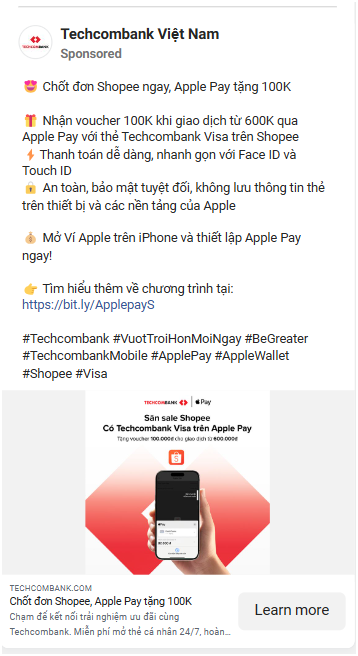 Techcombank Việt Nam
Sponsored
😍 Chốt đơn Shopee ngay, Apple Pay tặng 100K
🎁 Nhận voucher 100K khi giao dịch từ 600K qua
Apple Pay với thẻ Techcombank Visa trên Shopee
⚡ Thanh toán dễ dàng, nhanh gọn với Face ID và
Touch ID
🔒 An toàn, bảo mật tuyệt đối, không lưu thông tin thẻ
trên thiết bị và các nền tảng của Apple
💰 Mở Ví Apple trên iPhone và thiết lập Apple Pay
ngay!
👉 Tìm hiểu thêm về chương trình tại:
https://bit.ly/ApplepayS
#Techcombank #VuotTroiHonMoiNgay #BeGreater
#TechcombankMobile #ApplePay #AppleWallet
#Shopee #Visa
TECHCOMBANK | Pay
Săn sale Shopee
Có Techcombank Visa trên Apple Pay
Tặng voucher 100.000đ cho giao dịch từ 600.000đ
TECHCOMBANK.COM
Chốt đơn Shopee, Apple Pay tặng 100K
Chạm để kết nối trải nghiệm ưu đãi cùng
Techcombank. Miễn phí mở thẻ cá nhân 24/7, hoàn...
Learn more